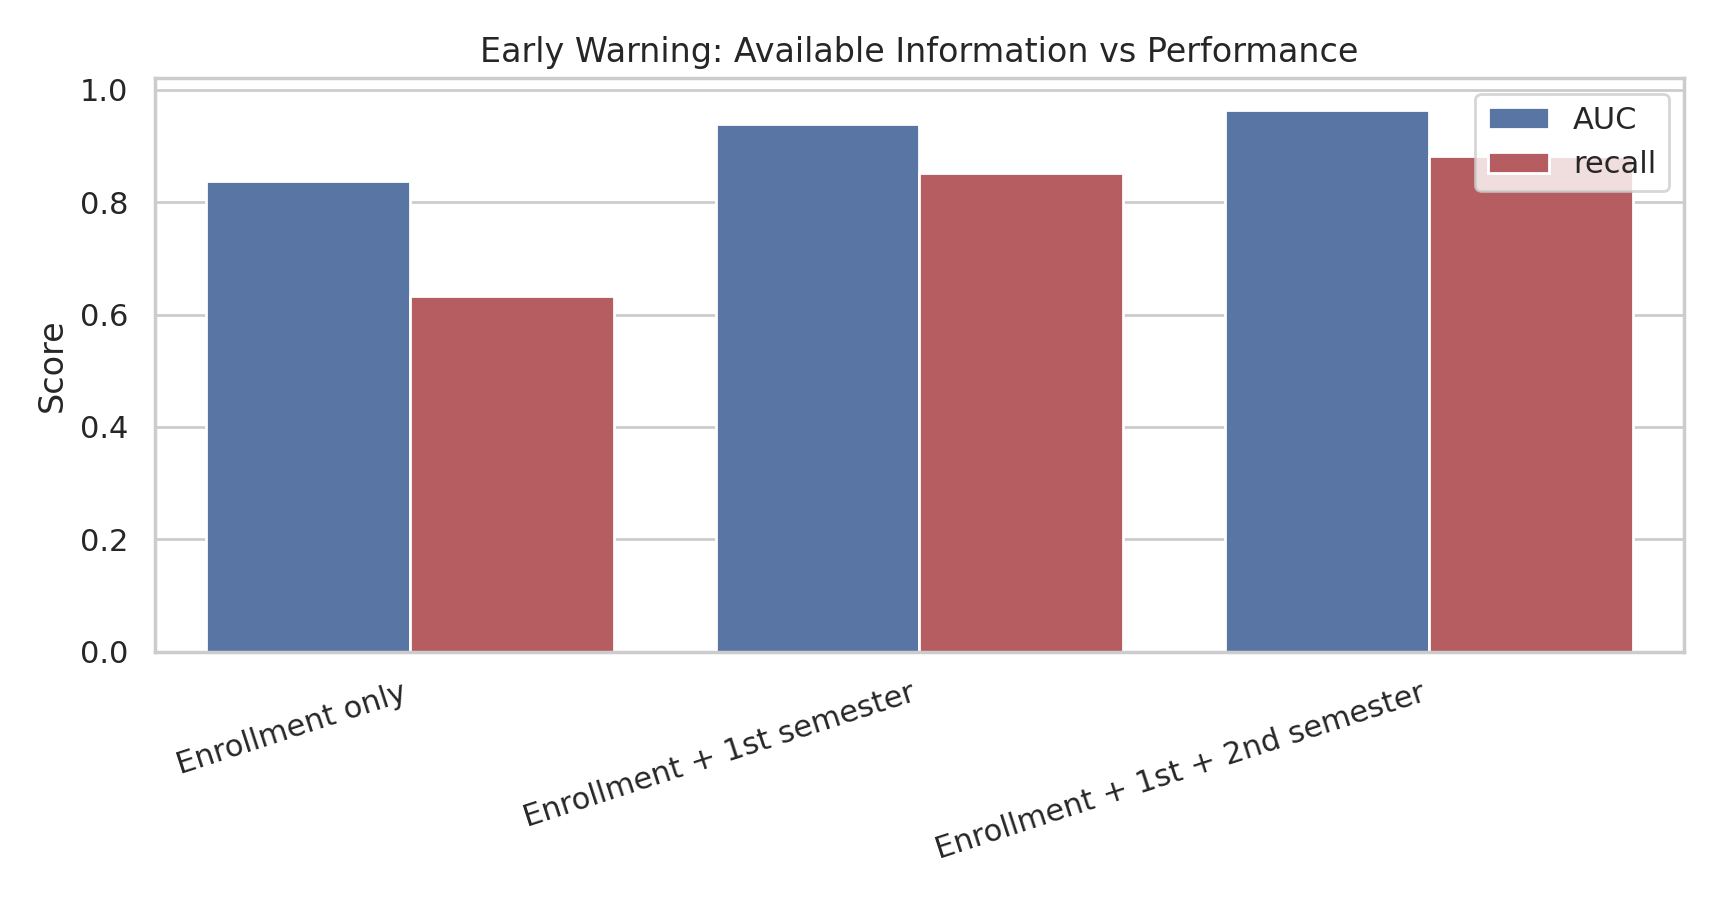 Early Warning: Available Information vs Performance
Score
1.0
0.8
0.6
0.4
0.2
0.0
AUC
recall
Enrollment only
Enrollment + 1st semester
Enrollment + 1st + 2nd semester